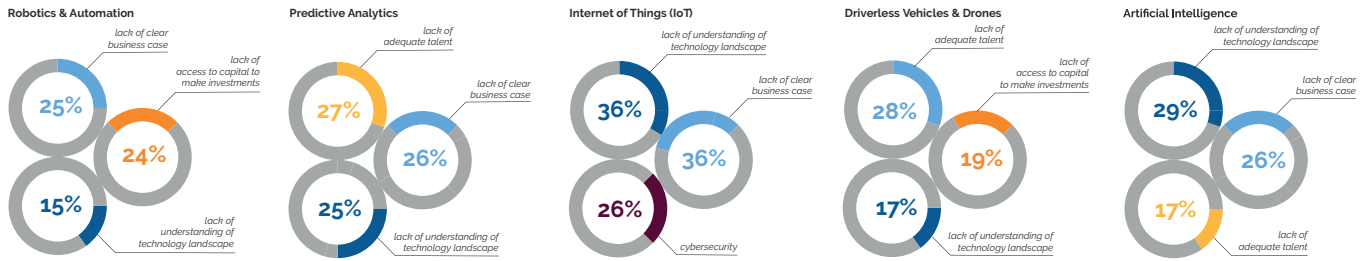 Robotics & Automation
lack of clear
business case
lack of
access to capital to
make investments
25%
24%
15%
lack of
understanding of
technology landscape
Predictive Analytics
lack of
adequate talent
lack of clear
business case
27%
26%
25%
lack of understanding of
technology landscape
Internet of Things (IoT)
lack of understanding of
technology landscape
lack of clear
business case
36%
36%
26%
cybersecurity
Driverless Vehicles & Drones
lack of
adequate talent
lack of
access to capital
to make investments
28%
19%
17%
lack of understanding of
technology landscape
Artificial Intelligence
lack of understanding of
technology landscape
lack of clear
business case
29%
26%
17%
lack of
adequate talent